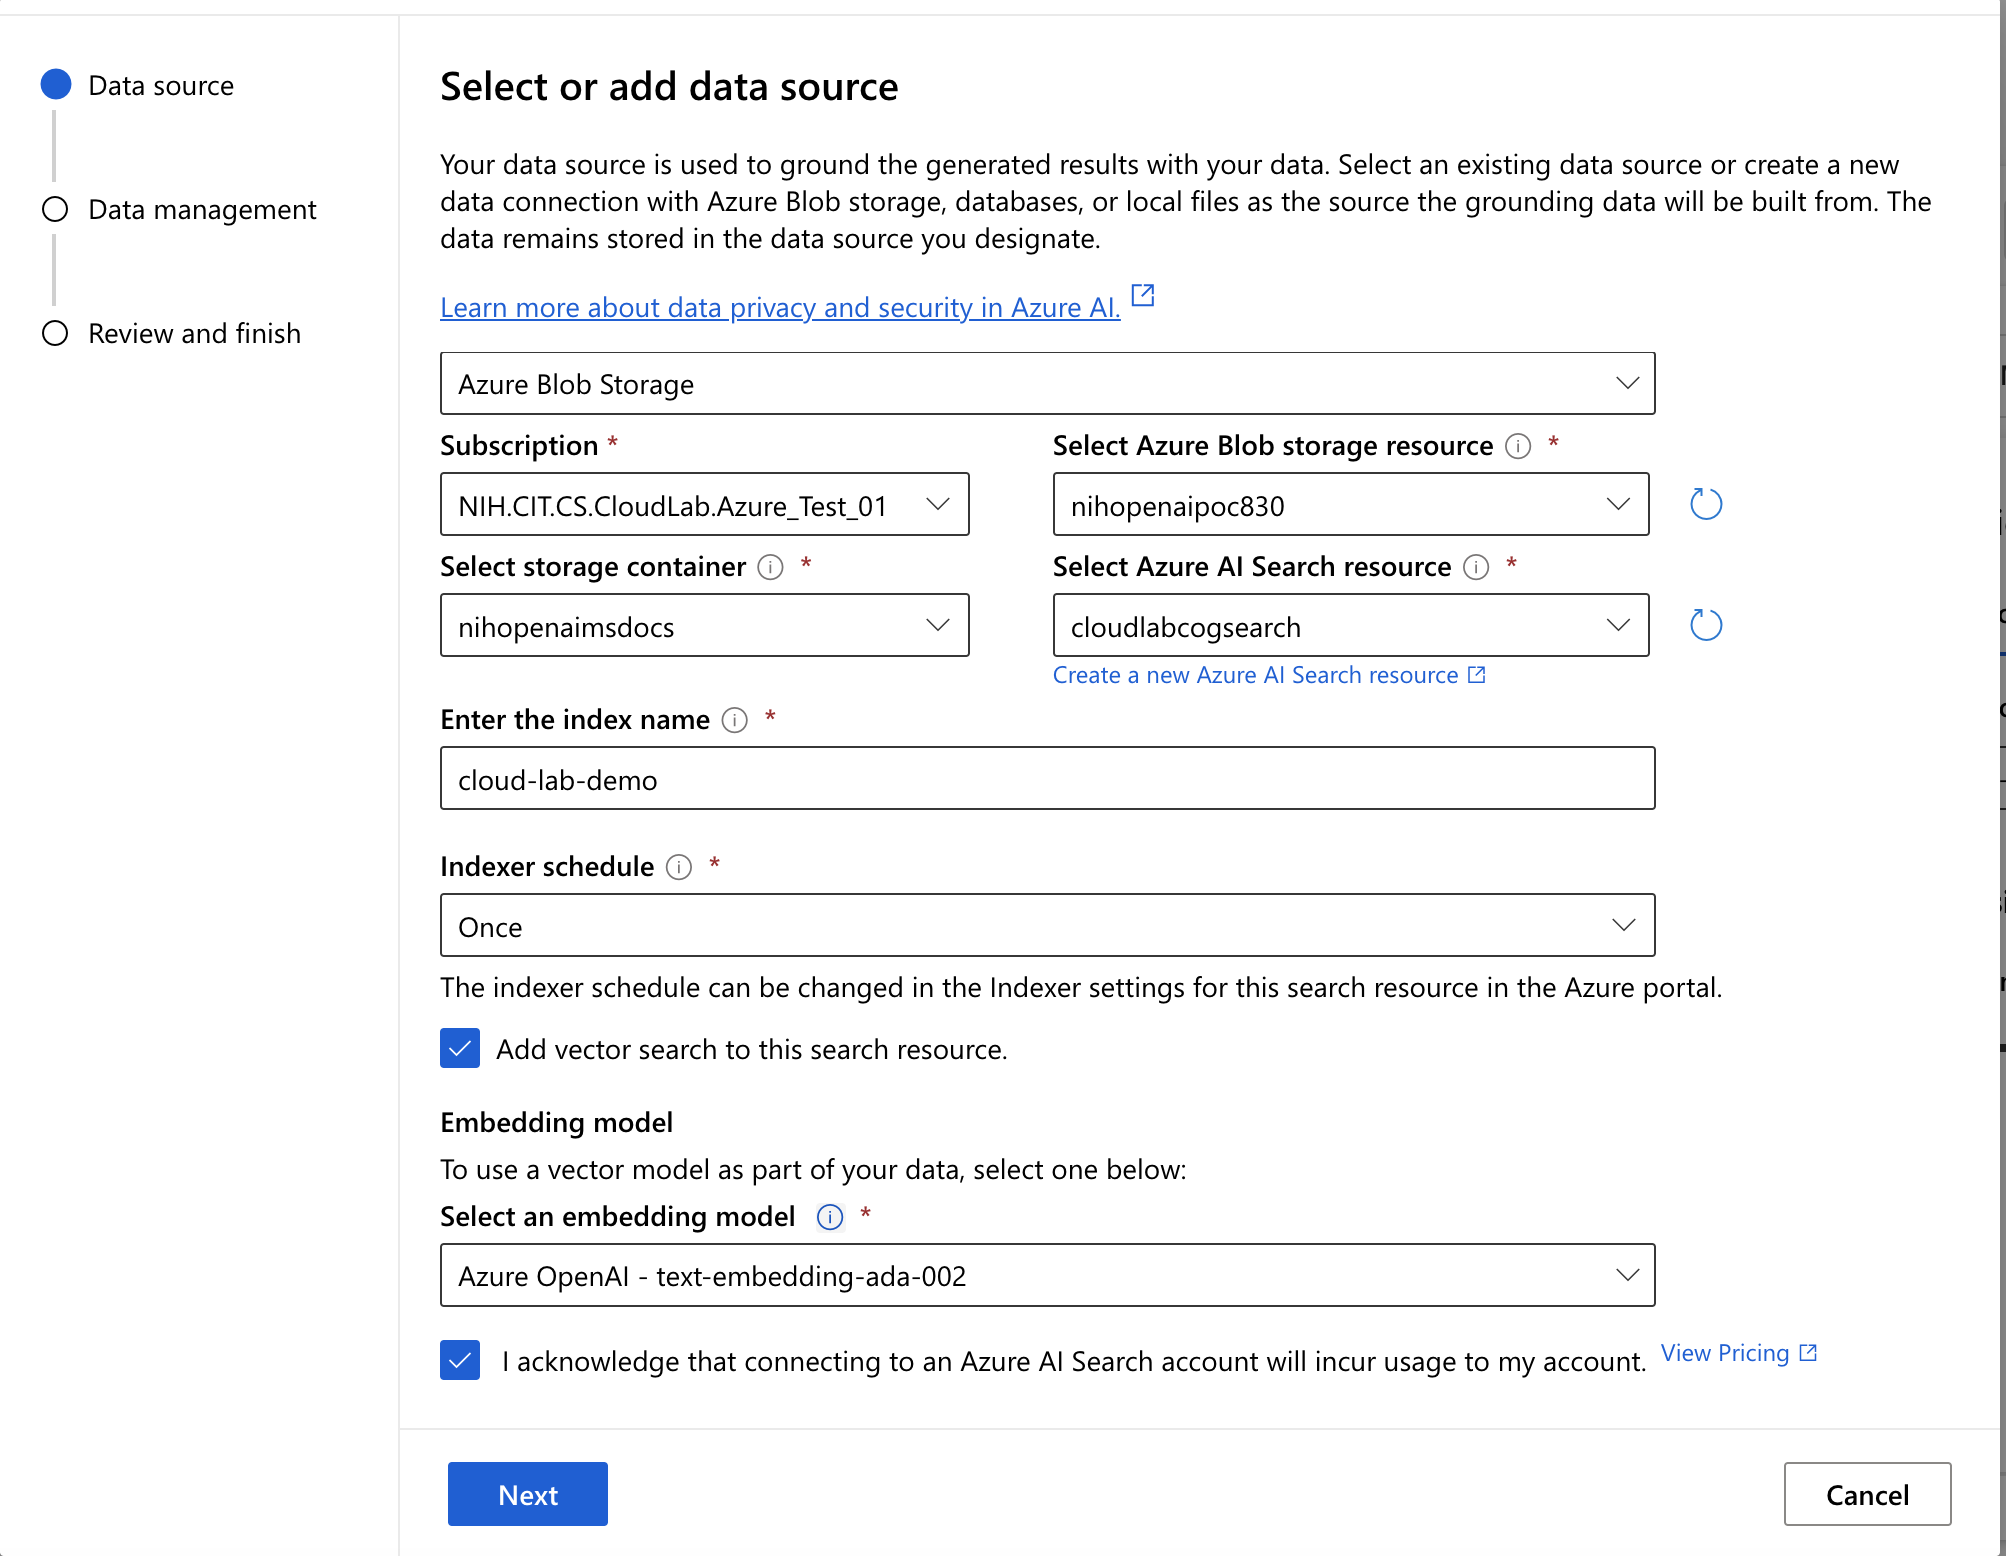 Data source
Data management
Review and finish
Select or add data source
Your data source is used to ground the generated results with your data. Select an existing data source or create a new
data connection with Azure Blob storage, databases, or local files as the source the grounding data will be built from. The
data remains stored in the data source you designate.
Learn more about data privacy and security in Azure AI.
Azure Blob Storage
Subscription *
Select Azure Blob storage resource *
NIH.CIT.CS.CloudLab.Azure_Test_01
nihopenaipoc830
Select storage container *
Select Azure AI Search resource *
nihopenaimsdocs
cloudlabcogsearch
Create a new Azure AI Search resource
Enter the index name *
cloud-lab-demo
Indexer schedule *
Once
The indexer schedule can be changed in the Indexer settings for this search resource in the Azure portal.
Add vector search to this search resource.
Embedding model
To use a vector model as part of your data, select one below:
Select an embedding model *
Azure OpenAI - text-embedding-ada-002
I acknowledge that connecting to an Azure AI Search account will incur usage to my account. View Pricing
Next
Cancel